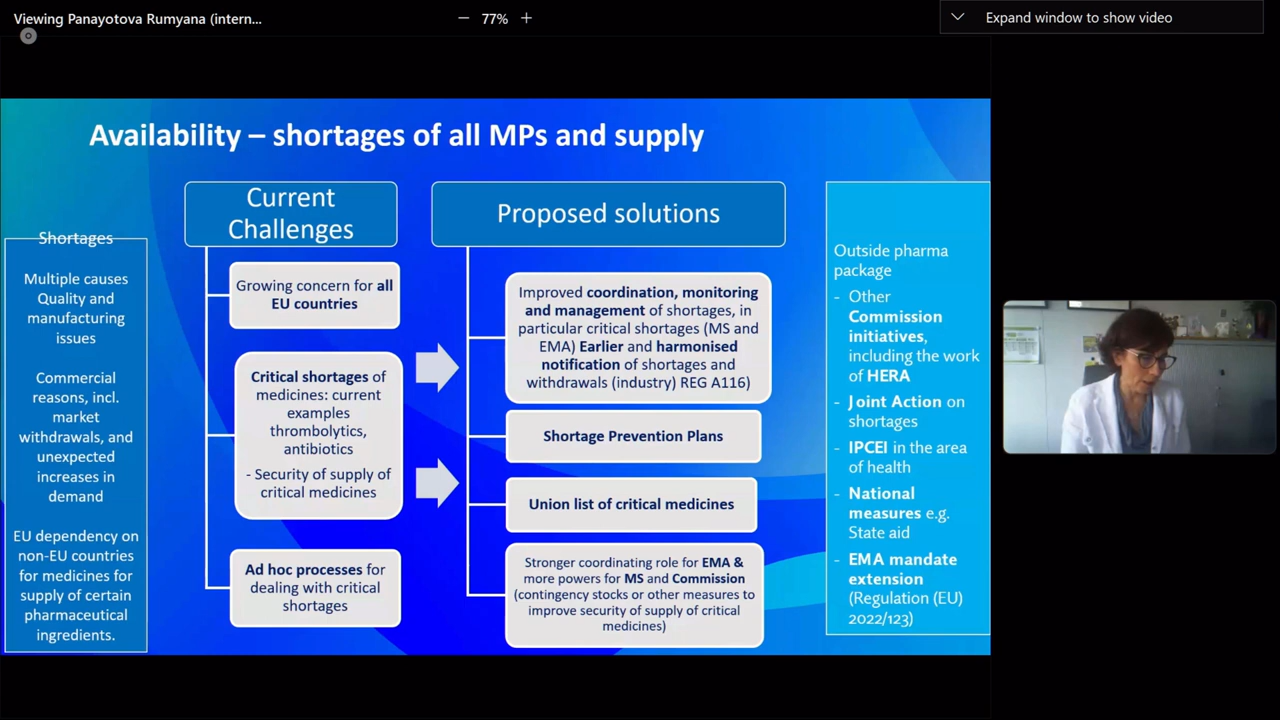 Viewing Panayotova Rumyana (intern...
77%
Expand window to show video
Availability – shortages of all MPs and supply
Shortages
Multiple causes
Quality and
manufacturing
issues
Commercial
reasons, incl.
market
withdrawals, and
unexpected
increases in
demand
EU dependency on
non-EU countries
for medicines for
supply of certain
pharmaceutical
ingredients.
Current
Challenges
Growing concern for all
EU countries
Critical shortages of
medicines: current
examples
thrombolytics,
antibiotics
- Security of supply of
critical medicines
Ad hoc processes for
dealing with critical
shortages
Proposed solutions
Improved coordination, monitoring
and management of shortages, in
particular critical shortages (MS and
EMA) Earlier and harmonised
notification of shortages and
withdrawals (industry) REG A116
Shortage Prevention Plans
Union list of critical medicines
Stronger coordinating role for EMA &
more powers for MS and Commission
(contingency stocks or other measures to
improve security of supply of critical
medicines)
Outside pharma
package
- Other
Commission
initiatives,
including the work
of HERA
- Joint Action on
shortages
- IPCEI in the area
of health
- National
measures e.g.
State aid
- EMA mandate
extension
(Regulation (EU)
2022/123)